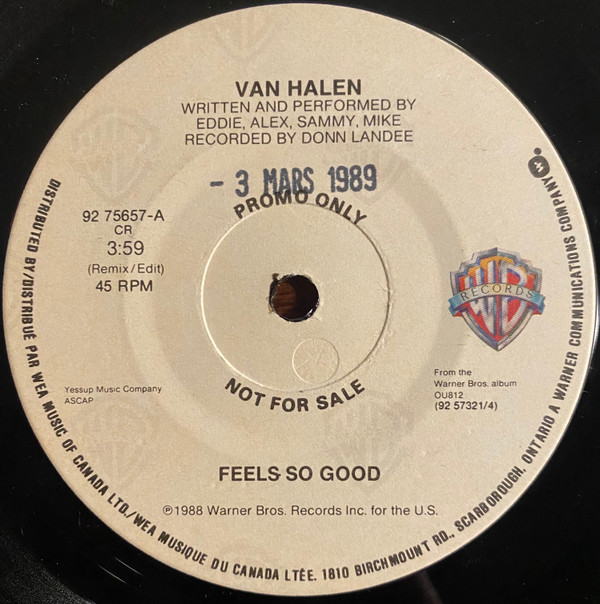 VAN HALEN
WRITTEN AND PERFORMED BY
EDDIE, ALEX, SAMMY, MIKE
RECORDED BY DONN LANDEE
- 3 MARS 1989
PROMO ONLY
92 75657-A
CR
3:59
(Remix/Edit)
45 RPM
WB
RECORDS
Yessup Music Company
ASCAP
From the
Warner Bros. album
OU812
(92 57321/4)
NOT FOR SALE
FEELS SO GOOD
℗1988 Warner Bros. Records Inc. for the U.S.
DISTRIBUTED BY/DISTRIBUÉ PAR WEA MUSIC OF CANADA LTD./WEA MUSIQUE DU CANADA LTÉE. 1810 BIRCHMOUNT RD., SCARBOROUGH, ONTARIO A WARNER COMMUNICATIONS COMPANY